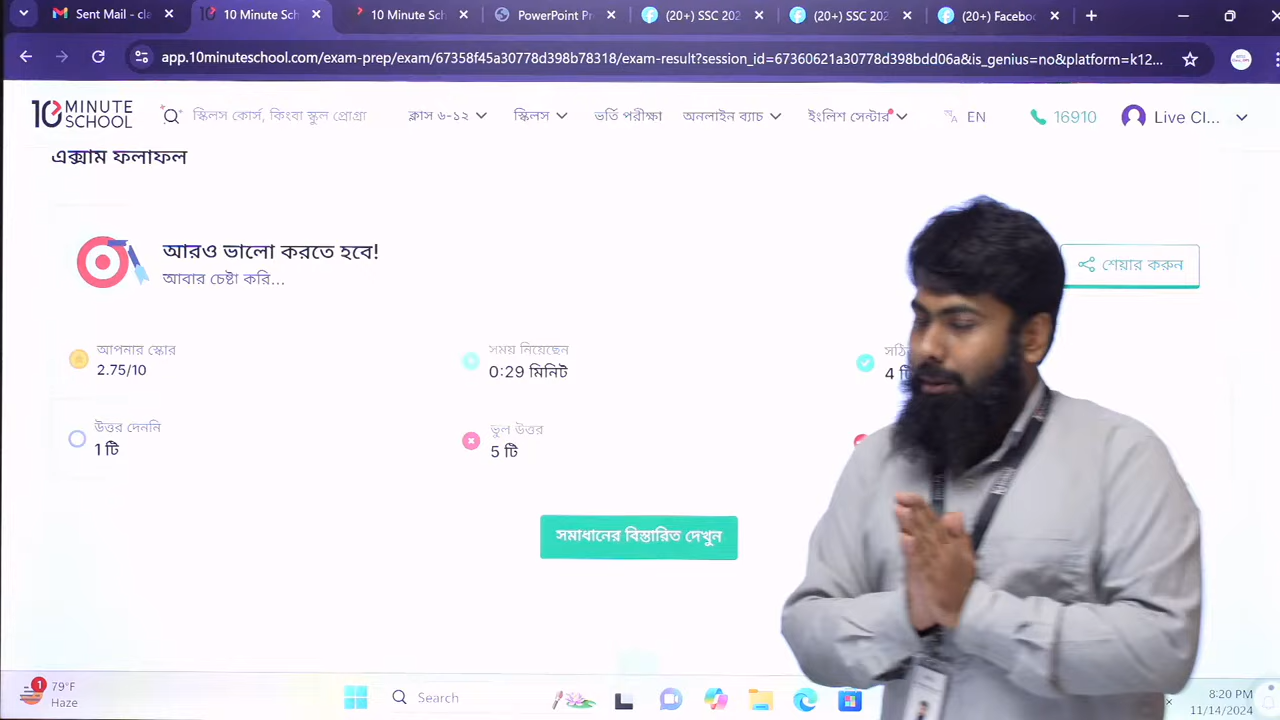 Sent Mail - cla
10 Minute Sch
10 Minute Sch
PowerPoint Pr
(20+) SSC 202
(20+) SSC 202
(20+) Facebo
app.10minuteschool.com/exam-prep/exam/67358f45a30778d398b78318/exam-result?session_id=67360621a30778d398bdd06a&is_genius=no&platform=k12...
10 MINUTE SCHOOL
স্কিলস কোর্স, কিংবা স্কুল প্রোগ্রা
ক্লাস ৬-১২
স্কিলস
ভর্তি পরীক্ষা
অনলাইন ব্যাচ
ইংলিশ সেন্টার
EN
16910
Live Cl...
এক্সাম ফলাফল
আরও ভালো করতে হবে!
আবার চেষ্টা করি...
শেয়ার করুন
আপনার স্কোর
2.75/10
সময় নিয়েছেন
0:29 মিনিট
সঠি
4 টি
উত্তর দেননি
1 টি
ভুল উত্তর
5 টি
সমাধানের বিস্তারিত দেখুন
1
79°F
Haze
Search
8:20 PM
11/14/2024